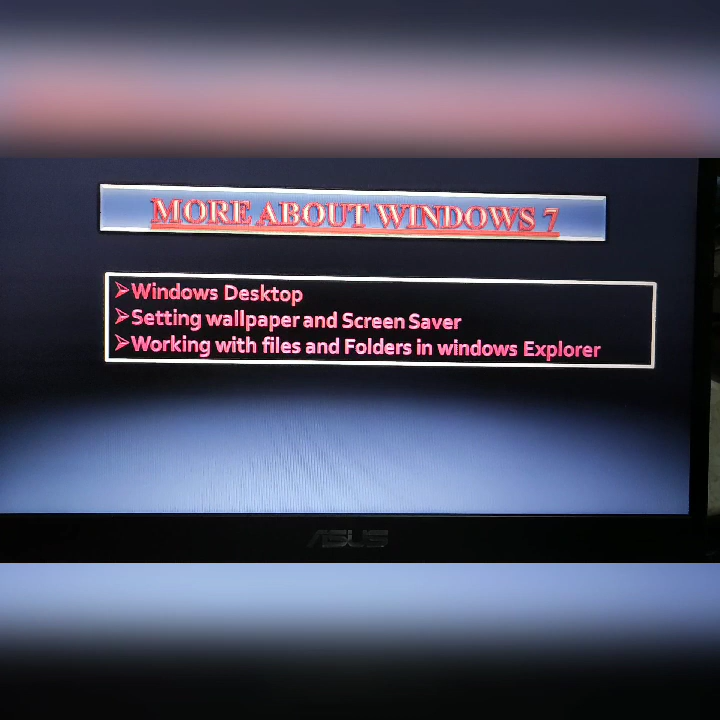 MORE ABOUT WINDOWS 7
➢Windows Desktop
➢Setting wallpaper and Screen Saver
➢Working with files and Folders in windows Explorer
ASUS